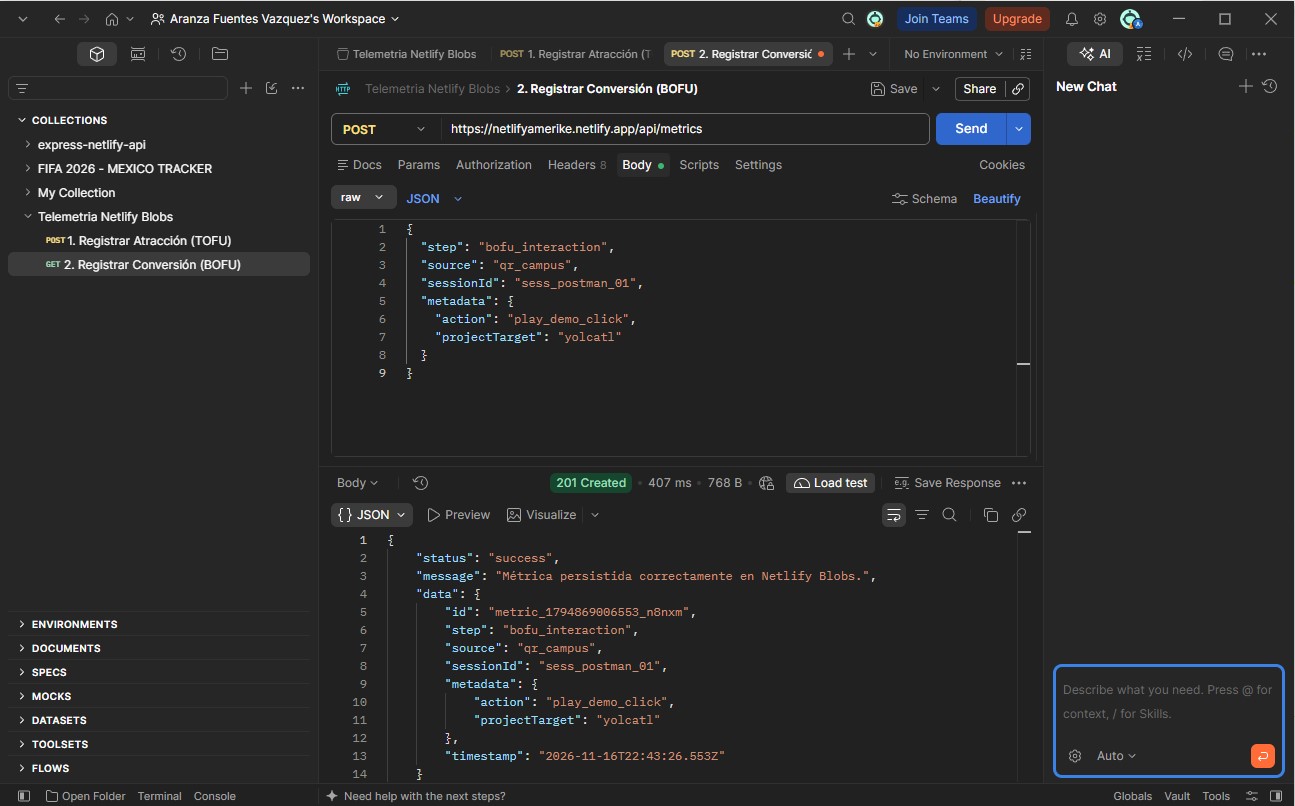 Aranza Fuentes Vazquez's Workspace
Join Teams
Upgrade
Telemetria Netlify Blobs
POST 1. Registrar Atracción (T
POST 2. Registrar Conversió
No Environment
AI
New Chat
Telemetria Netlify Blobs > 2. Registrar Conversión (BOFU)
Save
Share
COLLECTIONS
express-netlify-api
FIFA 2026 - MEXICO TRACKER
My Collection
Telemetria Netlify Blobs
POST 1. Registrar Atracción (TOFU)
GET 2. Registrar Conversión (BOFU)
ENVIRONMENTS
DOCUMENTS
SPECS
MOCKS
DATASETS
TOOLSETS
FLOWS
HTTP
POST
https://netlifyamerike.netlify.app/api/metrics
Send
Docs Params Authorization Headers 8 Body Scripts Settings Cookies
raw JSON Schema Beautify
1 {
2 "step": "bofu_interaction",
3 "source": "qr_campus",
4 "sessionId": "sess_postman_01",
5 "metadata": {
6 "action": "play_demo_click",
7 "projectTarget": "yolcatl"
8 }
9 }
Body 201 Created • 407 ms • 768 B • Load test e.g. Save Response
{} JSON Preview Visualize
1 {
2 "status": "success",
3 "message": "Métrica persistida correctamente en Netlify Blobs.",
4 "data": {
5 "id": "metric_1794869006553_n8nxm",
6 "step": "bofu_interaction",
7 "source": "qr_campus",
8 "sessionId": "sess_postman_01",
9 "metadata": {
10 "action": "play_demo_click",
11 "projectTarget": "yolcatl"
12 },
13 "timestamp": "2026-11-16T22:43:26.553Z"
14 }
Describe what you need. Press @ for
context, / for Skills.
Auto
Open Folder Terminal Console
Need help with the next steps?
Globals Vault Tools